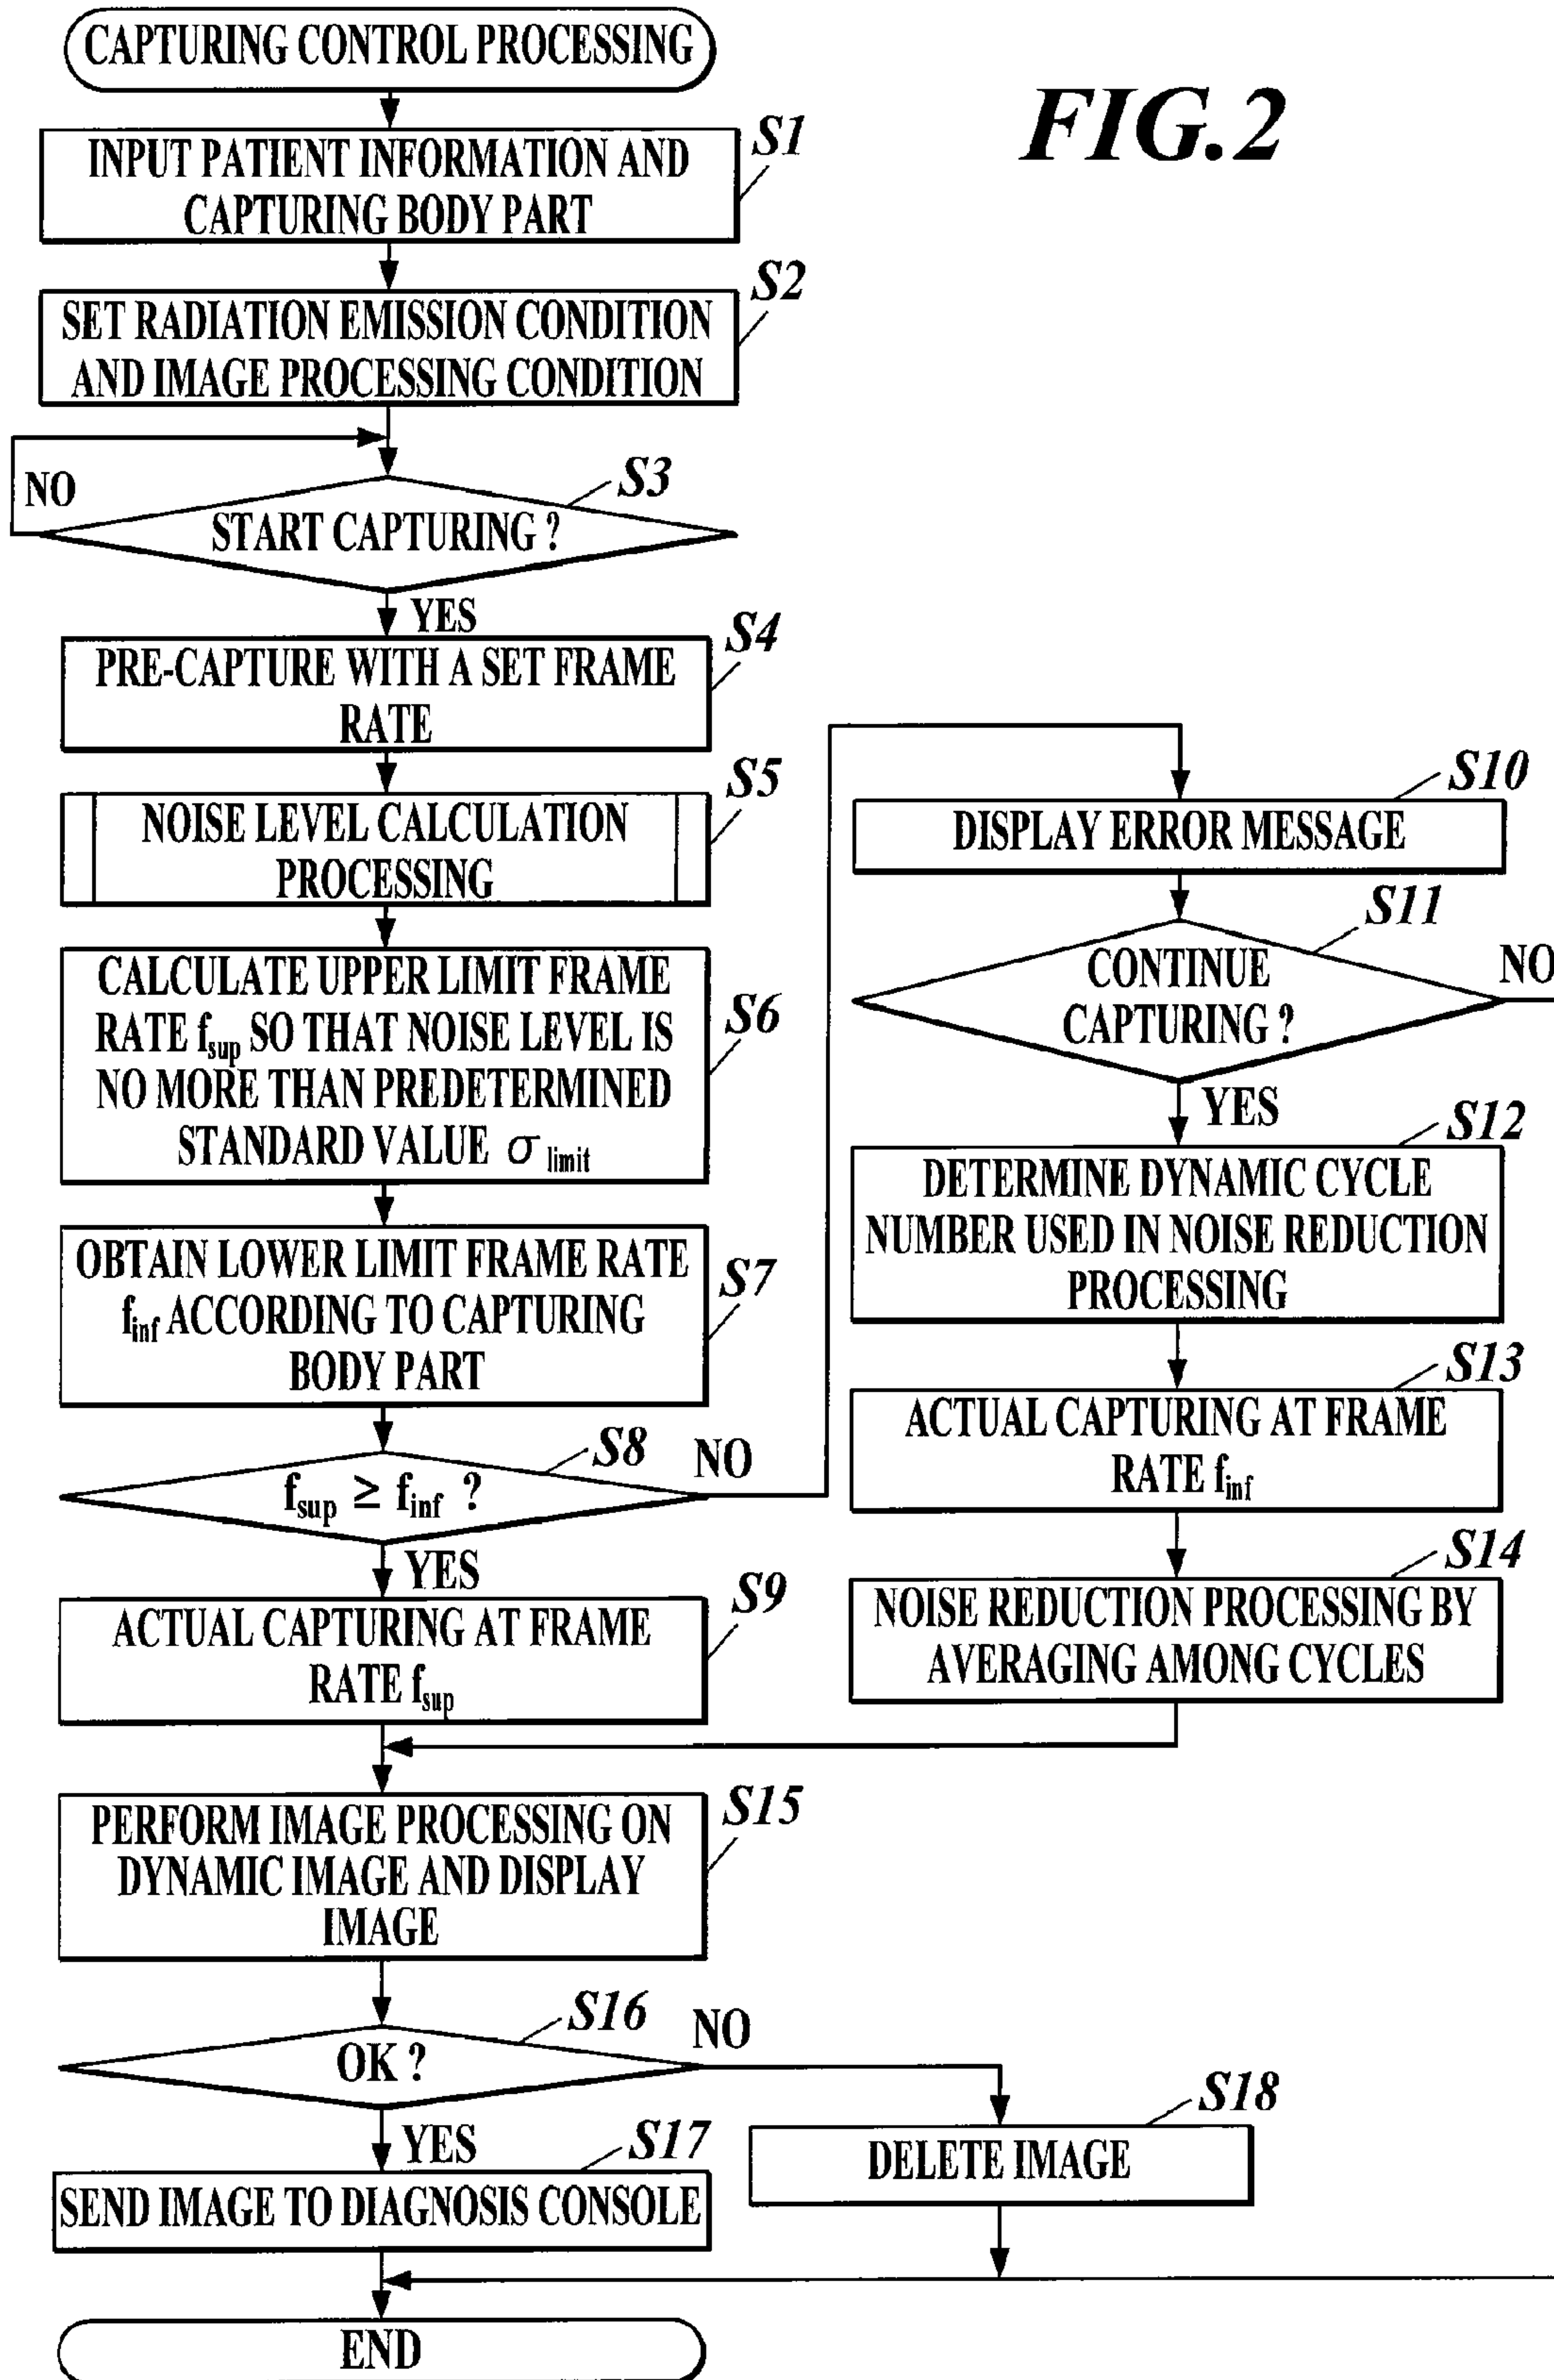 CAPTURING CONTROL PROCESSING
FIG.2
S1
INPUT PATIENT INFORMATION AND
CAPTURING BODY PART
S2
SET RADIATION EMISSION CONDITION
AND IMAGE PROCESSING CONDITION
NO
S3
START CAPTURING ?
YES
S4
PRE-CAPTURE WITH A SET FRAME
RATE
S5
NOISE LEVEL CALCULATION
PROCESSING
S6
CALCULATE UPPER LIMIT FRAME
RATE fsup SO THAT NOISE LEVEL IS
NO MORE THAN PREDETERMINED
STANDARD VALUE σ limit
S7
OBTAIN LOWER LIMIT FRAME RATE
finf ACCORDING TO CAPTURING
BODY PART
S8
NO
fsup ≥ finf ?
YES
S9
ACTUAL CAPTURING AT FRAME
RATE fsup
S10
DISPLAY ERROR MESSAGE
S11
NO
CONTINUE
CAPTURING ?
YES
S12
DETERMINE DYNAMIC CYCLE
NUMBER USED IN NOISE REDUCTION
PROCESSING
S13
ACTUAL CAPTURING AT FRAME
RATE finf
S14
NOISE REDUCTION PROCESSING BY
AVERAGING AMONG CYCLES
S15
PERFORM IMAGE PROCESSING ON
DYNAMIC IMAGE AND DISPLAY
IMAGE
S16
NO
OK ?
YES
S17
SEND IMAGE TO DIAGNOSIS CONSOLE
S18
DELETE IMAGE
END